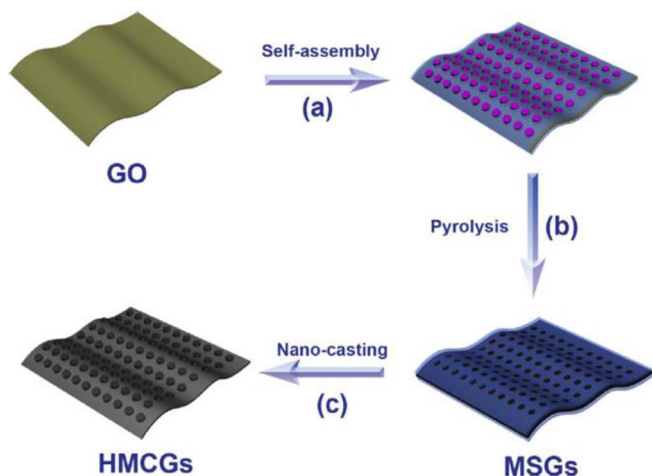 Self-assembly
(a)
GO
Pyrolysis
(b)
Nano-casting
(c)
HMCGs
MSGs